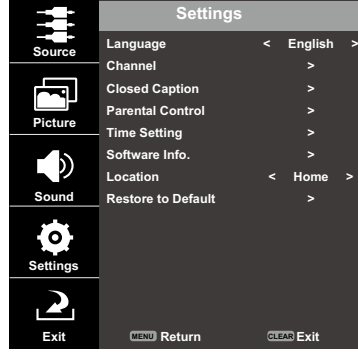 Settings
Source
Language < English >
Channel >
Closed Caption >
Parental Control >
Picture
Time Setting >
Software Info. >
Location < Home >
Sound
Restore to Default >
Settings
Exit
MENU Return CLEAR Exit